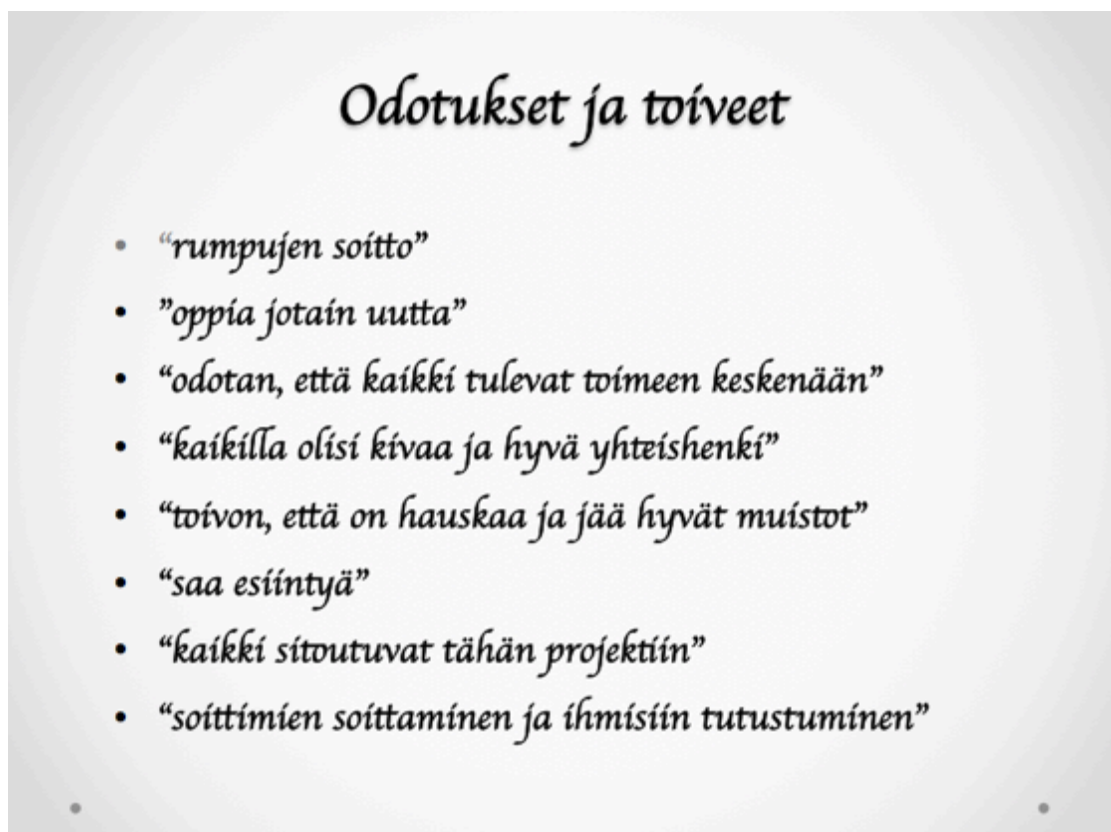 Odotukset ja toiveet
• “rumpujen soitto”
• ”oppia jotain uutta”
• “odotan, että kaikki tulevat toimeen keskenään”
• “kaikilla olisi kivaa ja hyvä yhteishenki”
• “toivon, että on hauskaa ja jää hyvät muistot”
• “saa esiintyä”
• “kaikki sitoutuvat tähän projektiin”
• “soittimien soittaminen ja ihmisiin tutustuminen”